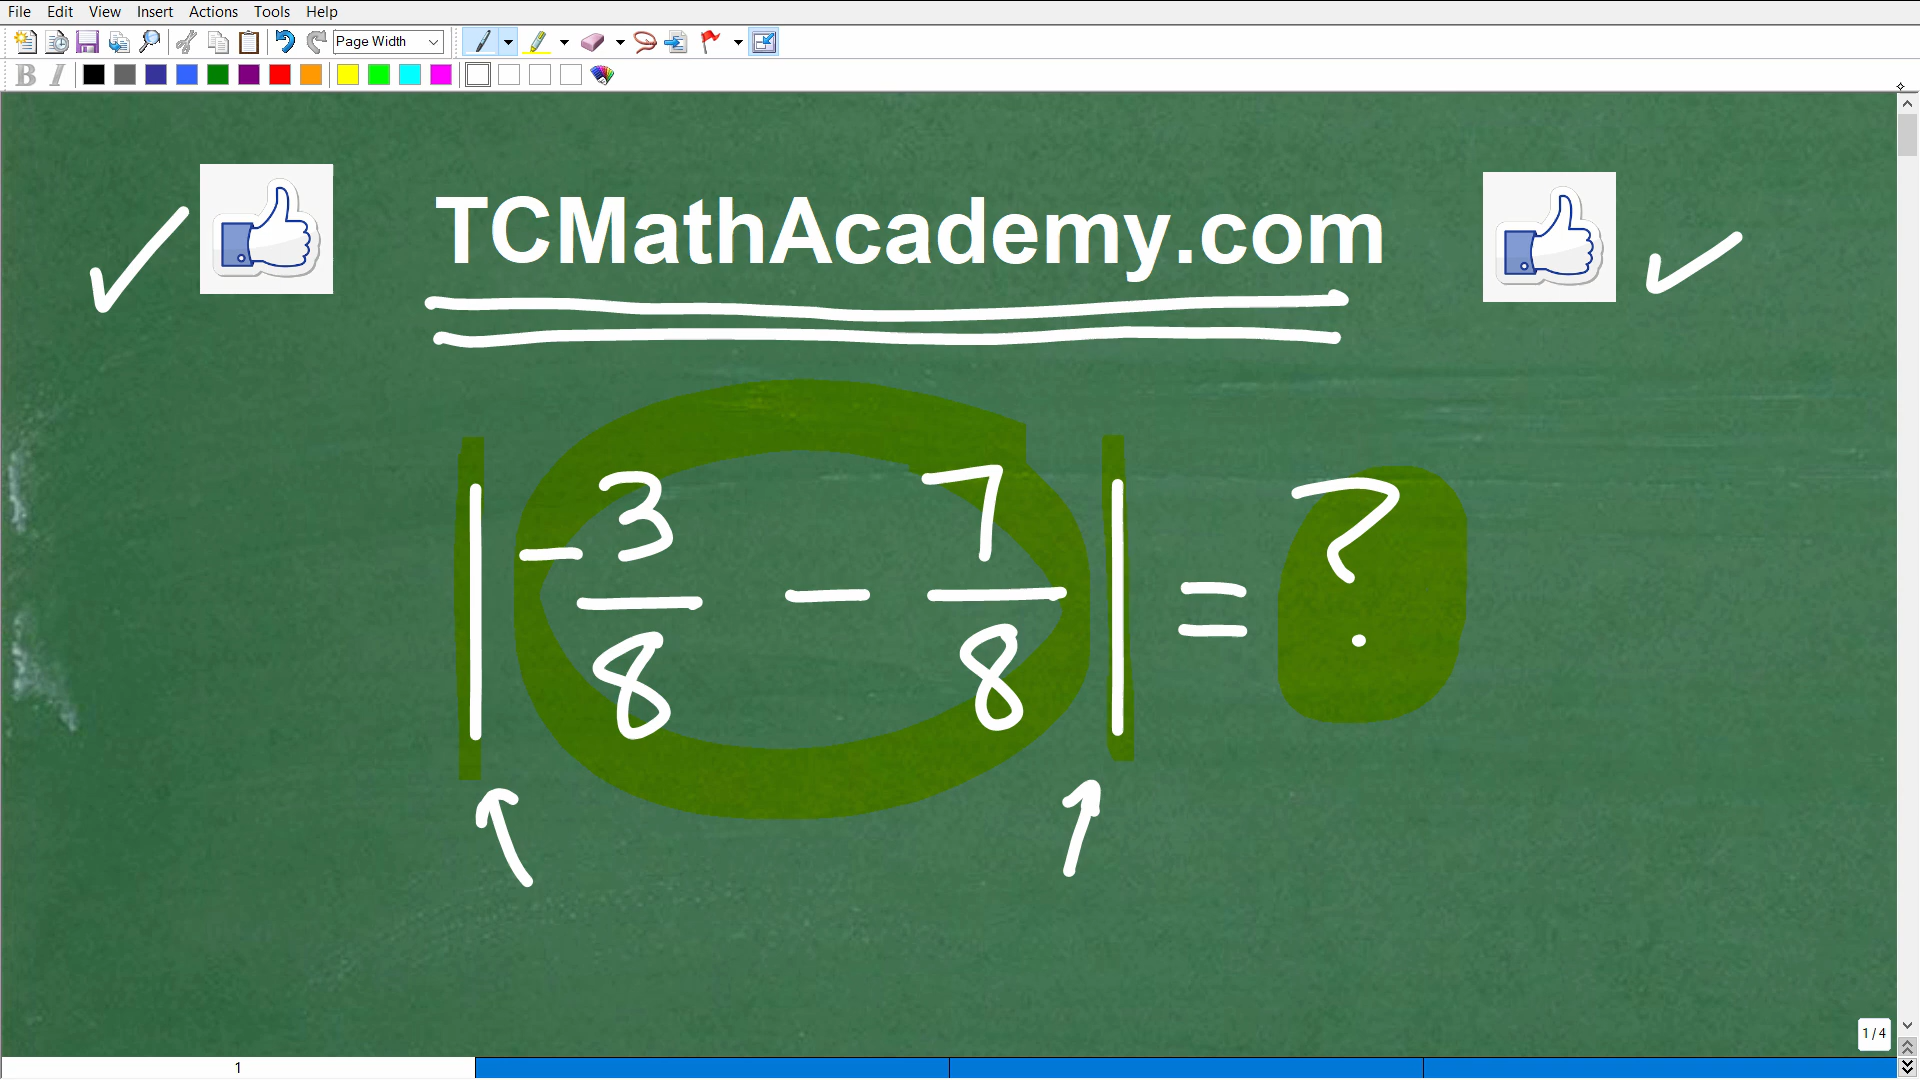 File Edit View Insert Actions Tools Help
Page Width
B I
TCMathAcademy.com
| -3/8 - 7/8 | = ?
1 / 4
1